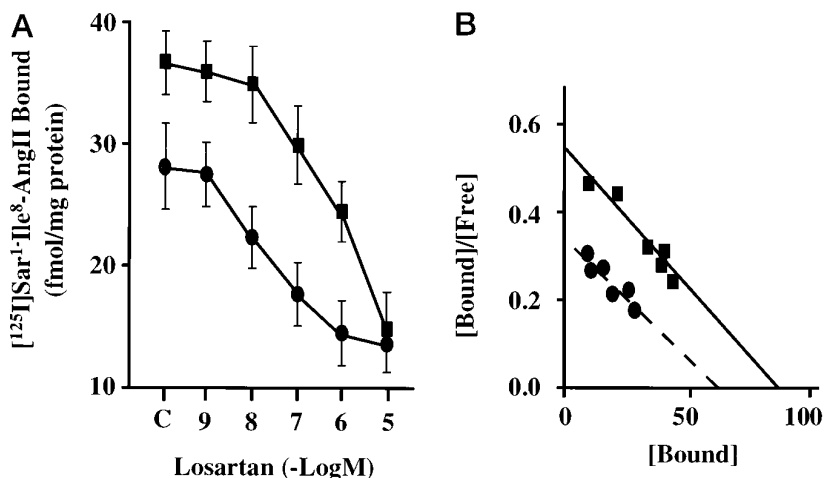 A
[¹²⁵I]Sar¹⁻Ile⁸-AngII Bound
(fmol/mg protein)
40
30
20
10
C 9 8 7 6 5
Losartan (-LogM)
B
[Bound]/[Free]
0.6
0.4
0.2
0.0
0 50 100
[Bound]